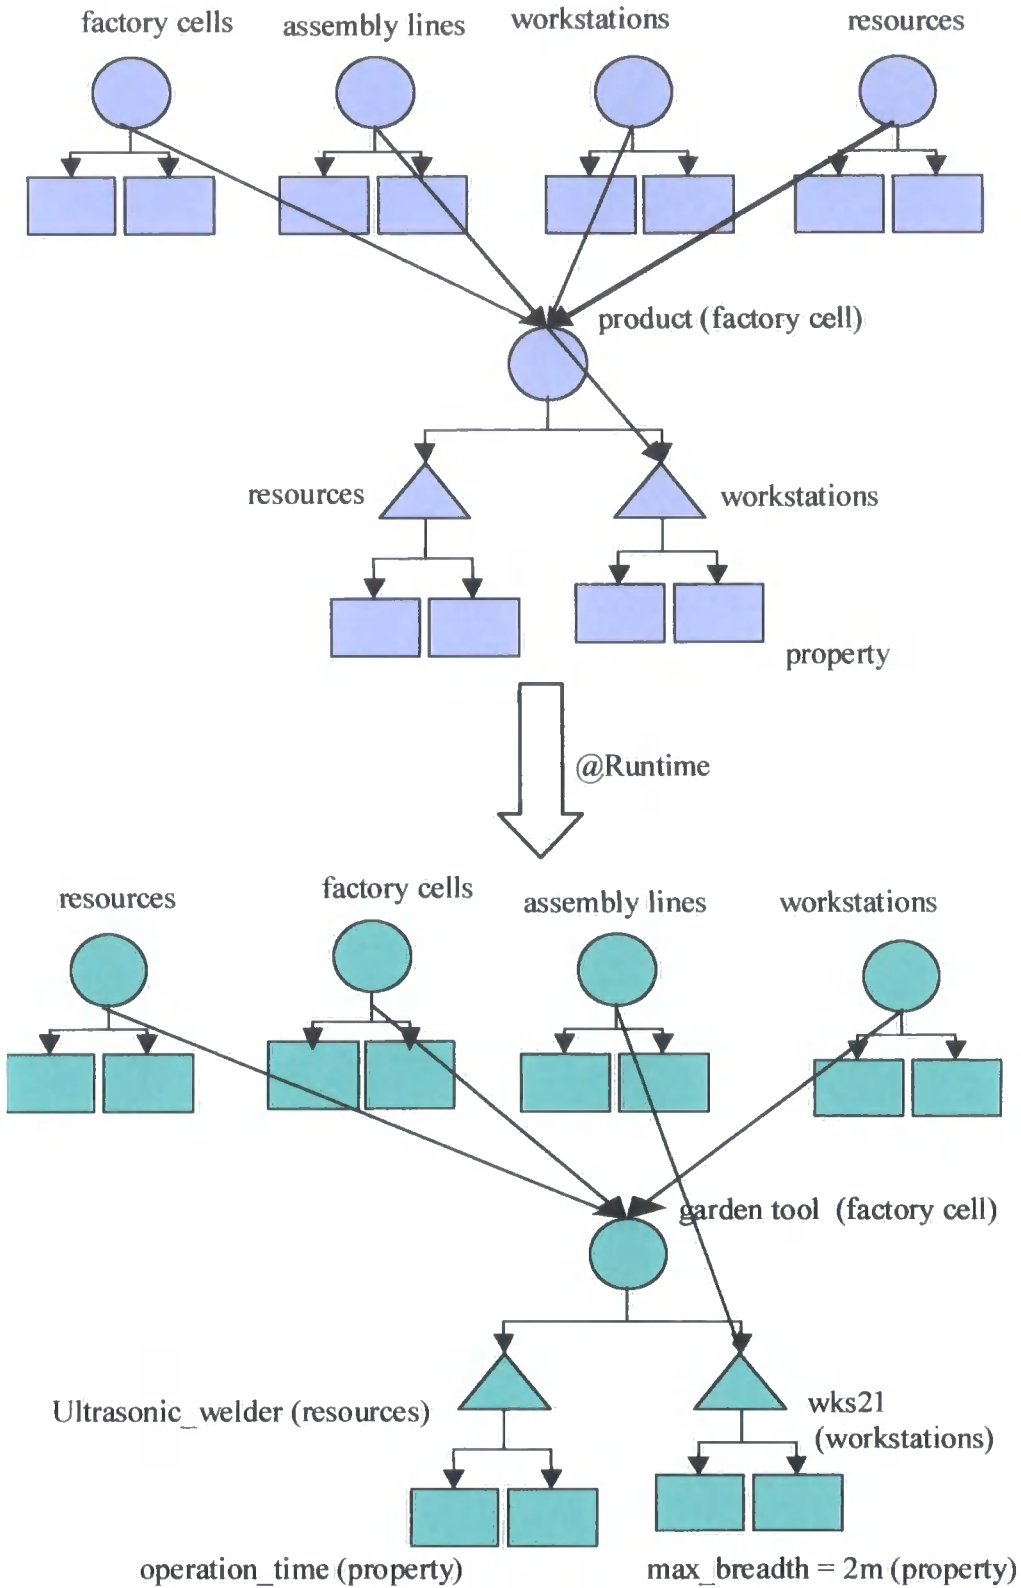 factory cells
assembly lines
workstations
resources
product (factory cell)
resources
workstations
property
@Runtime
resources
factory cells
assembly lines
workstations
garden tool (factory cell)
Ultrasonic_welder (resources)
wks21
(workstations)
operation_time (property)
max_breadth = 2m (property)